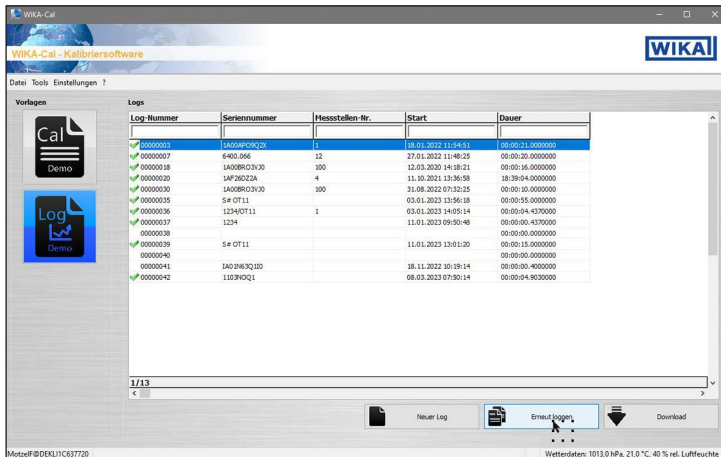 WIKA-Cal
WIKA-Cal - Kalibriersoftware
WIKA
Datei Tools Einstellungen ?
Vorlagen
Logs
Cal
Demo
Log
Demo
Log-Nummer Seriennummer Messstellen-Nr. Start Dauer
00000003 1A00APO9QZX 1 18.01.2022 11:54:51 00:00:21.0000000
00000007 6400.066 12 27.01.2022 11:48:25 00:00:20.0000000
00000018 1A00BRO3VJ0 100 12.03.2020 14:18:21 00:00:16.0000000
00000020 1AF26DZ2A 4 11.10.2021 13:36:58 18:39:04.0000000
00000030 1A00BRO3VJ0 100 31.08.2022 07:32:25 00:00:10.0000000
00000035 S# OT11 03.01.2023 13:56:18 00:00:55.0000000
00000036 1234/OT11 1 03.01.2023 14:05:14 00:00:04.4370000
00000037 1234 11.01.2023 09:50:48 00:00:00.4370000
00000038 00:00:00.0000000
00000039 S# OT11 11.01.2023 13:01:20 00:00:15.0000000
00000040 00:00:00.0000000
00000041 IA01N63Q1I0 18.11.2022 10:19:14 00:00:00.4000000
00000042 1103NOQ1 08.03.2023 07:50:14 00:00:04.9030000
1/13
Neuer Log
Erneut loggen
Download
MotzelF@DEKLI1C637720
Wetterdaten: 1013,0 hPa, 21,0 °C, 40 % rel. Luftfeuchte